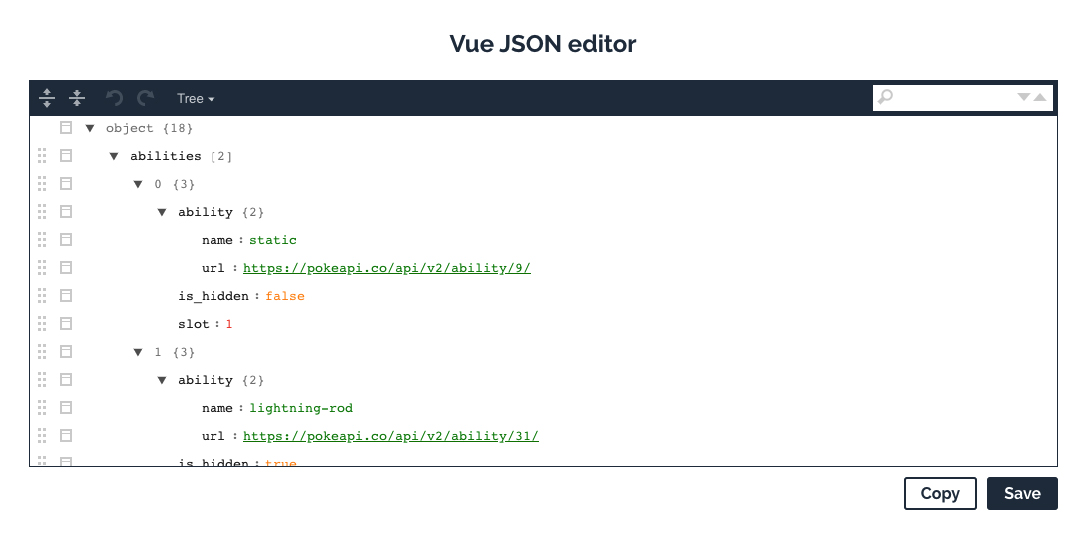 Vue JSON editor
Tree
object {18}
abilities [2]
0 {3}
ability {2}
name : static
url : https://pokeapi.co/api/v2/ability/9/
is_hidden : false
slot : 1
1 {3}
ability {2}
name : lightning-rod
url : https://pokeapi.co/api/v2/ability/31/
is_hidden : true
Copy Save